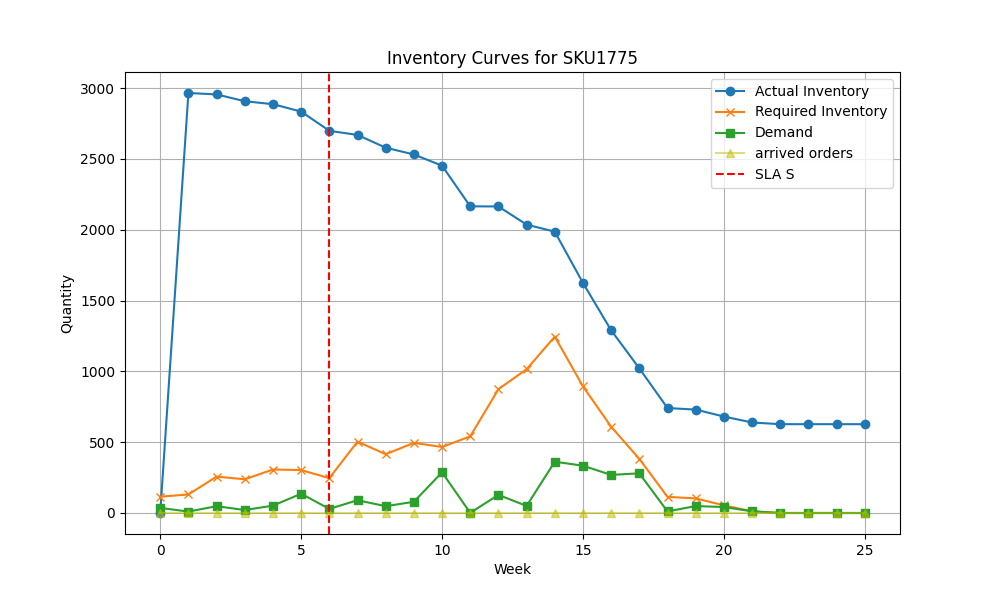 Inventory Curves for SKU1775
Actual Inventory
Required Inventory
Demand
arrived orders
SLA S
3000
2500
2000
1500
1000
500
0
Quantity
0 5 10 15 20 25
Week